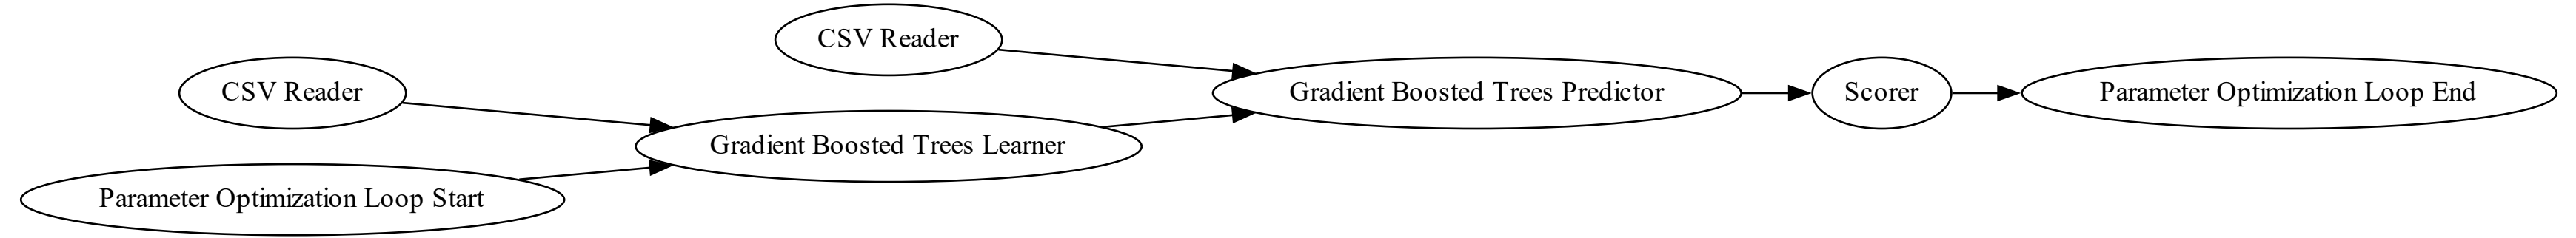 CSV Reader
CSV Reader
Gradient Boosted Trees Predictor
Scorer
Parameter Optimization Loop End
Gradient Boosted Trees Learner
Parameter Optimization Loop Start